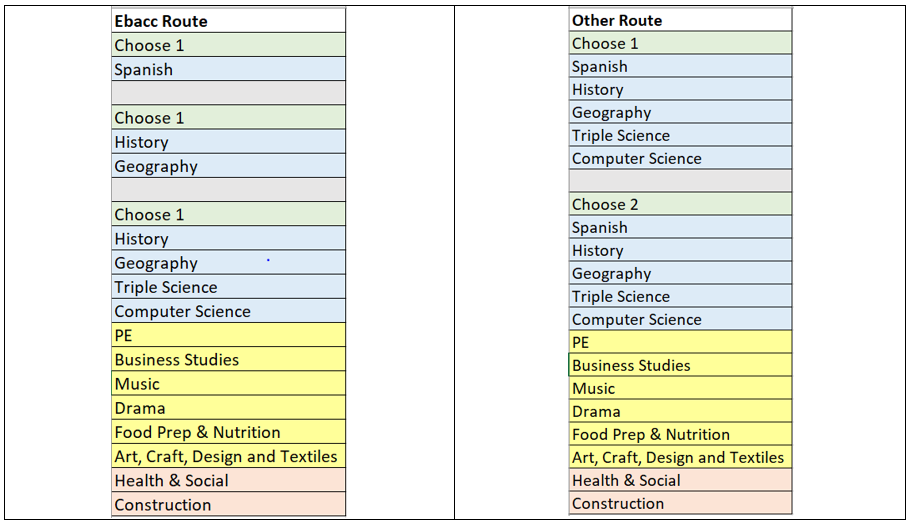 Ebacc Route
Choose 1
Spanish
Choose 1
History
Geography
Choose 1
History
Geography
Triple Science
Computer Science
PE
Business Studies
Music
Drama
Food Prep & Nutrition
Art, Craft, Design and Textiles
Health & Social
Construction
Other Route
Choose 1
Spanish
History
Geography
Triple Science
Computer Science
Choose 2
Spanish
History
Geography
Triple Science
Computer Science
PE
Business Studies
Music
Drama
Food Prep & Nutrition
Art, Craft, Design and Textiles
Health & Social
Construction